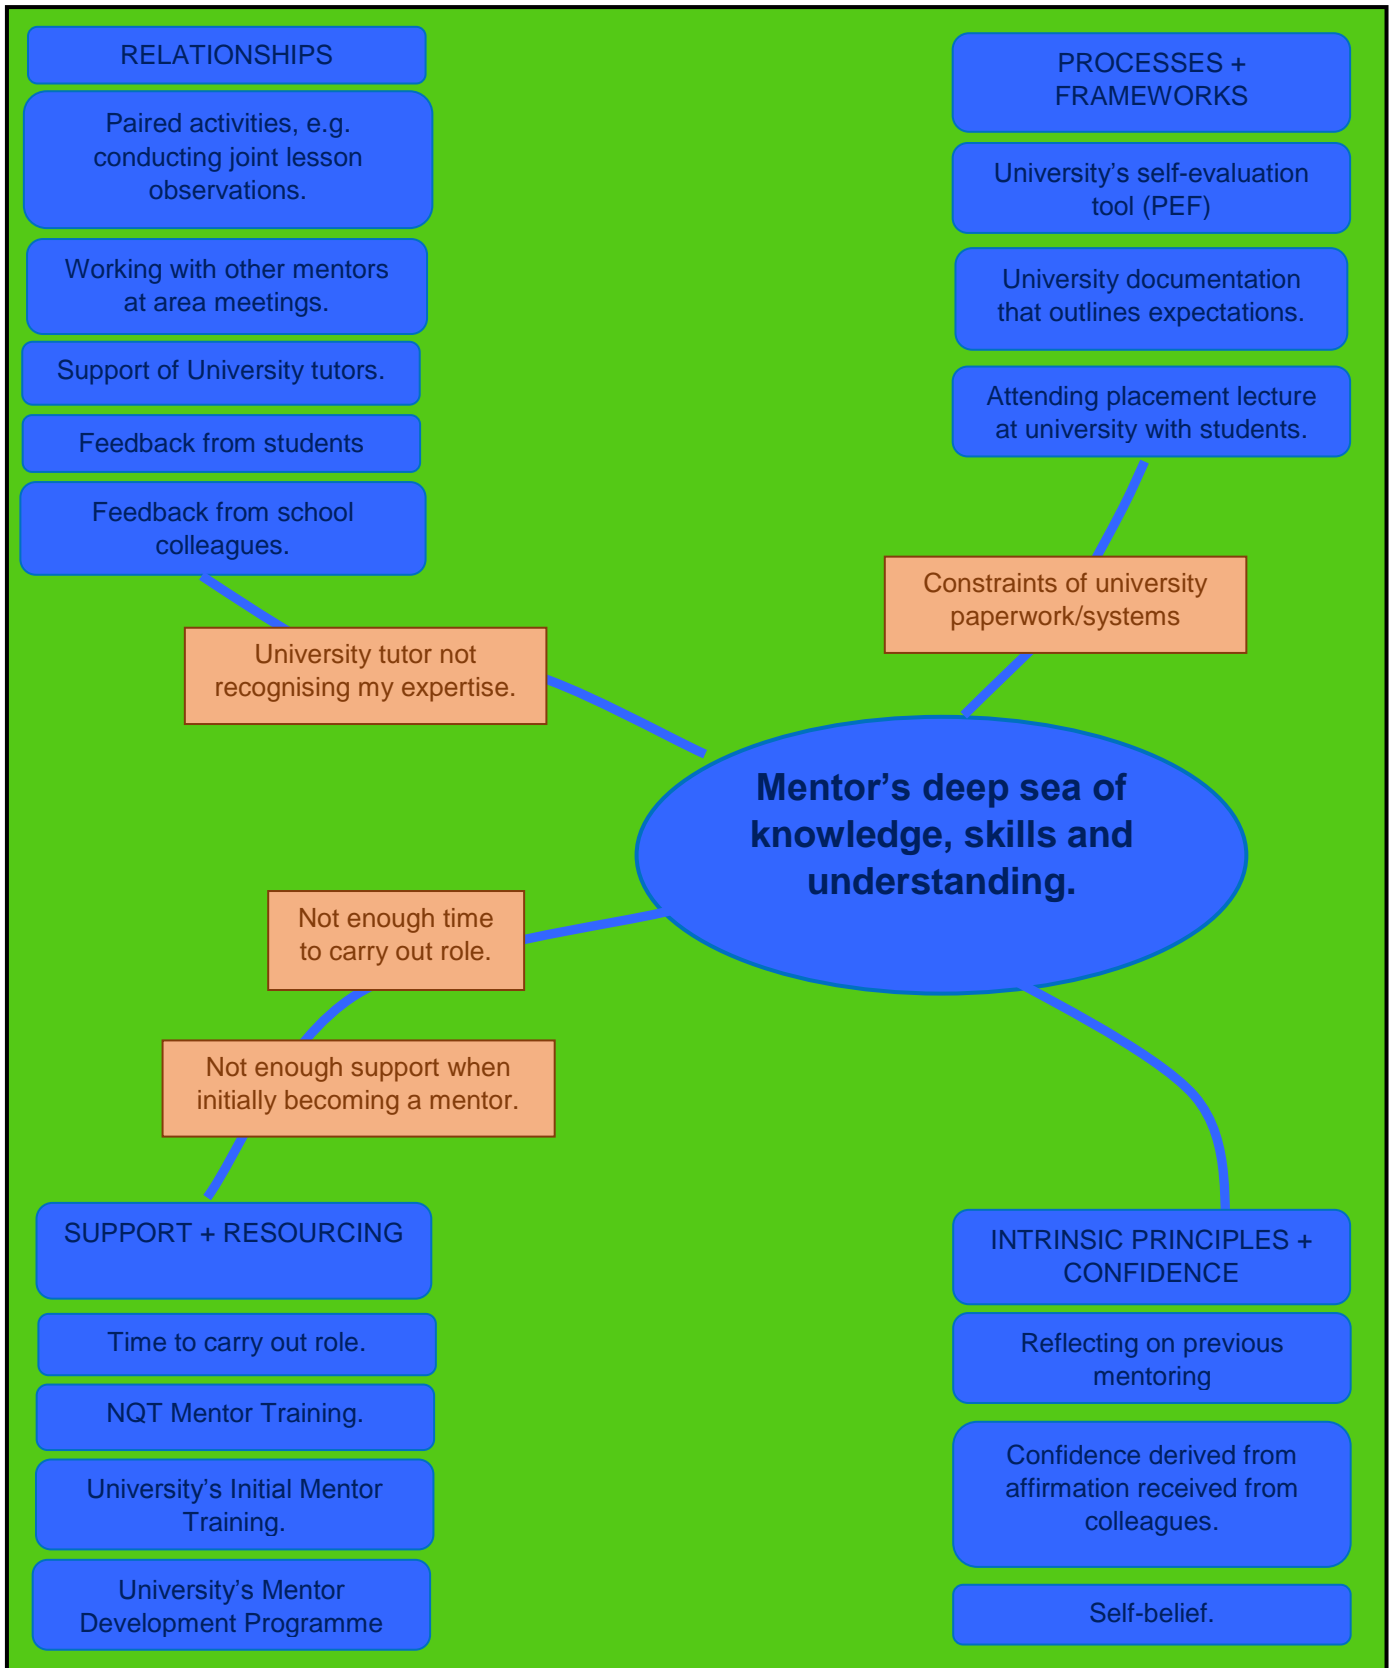 RELATIONSHIPS
Paired activities, e.g.
conducting joint lesson
observations.
Working with other mentors
at area meetings.
Support of University tutors.
Feedback from students
Feedback from school
colleagues.
University tutor not
recognising my expertise.
PROCESSES +
FRAMEWORKS
University’s self-evaluation
tool (PEF)
University documentation
that outlines expectations.
Attending placement lecture
at university with students.
Constraints of university
paperwork/systems
Mentor’s deep sea of
knowledge, skills and
understanding.
Not enough time
to carry out role.
Not enough support when
initially becoming a mentor.
SUPPORT + RESOURCING
Time to carry out role.
NQT Mentor Training.
University’s Initial Mentor
Training.
University’s Mentor
Development Programme
INTRINSIC PRINCIPLES +
CONFIDENCE
Reflecting on previous
mentoring
Confidence derived from
affirmation received from
colleagues.
Self-belief.